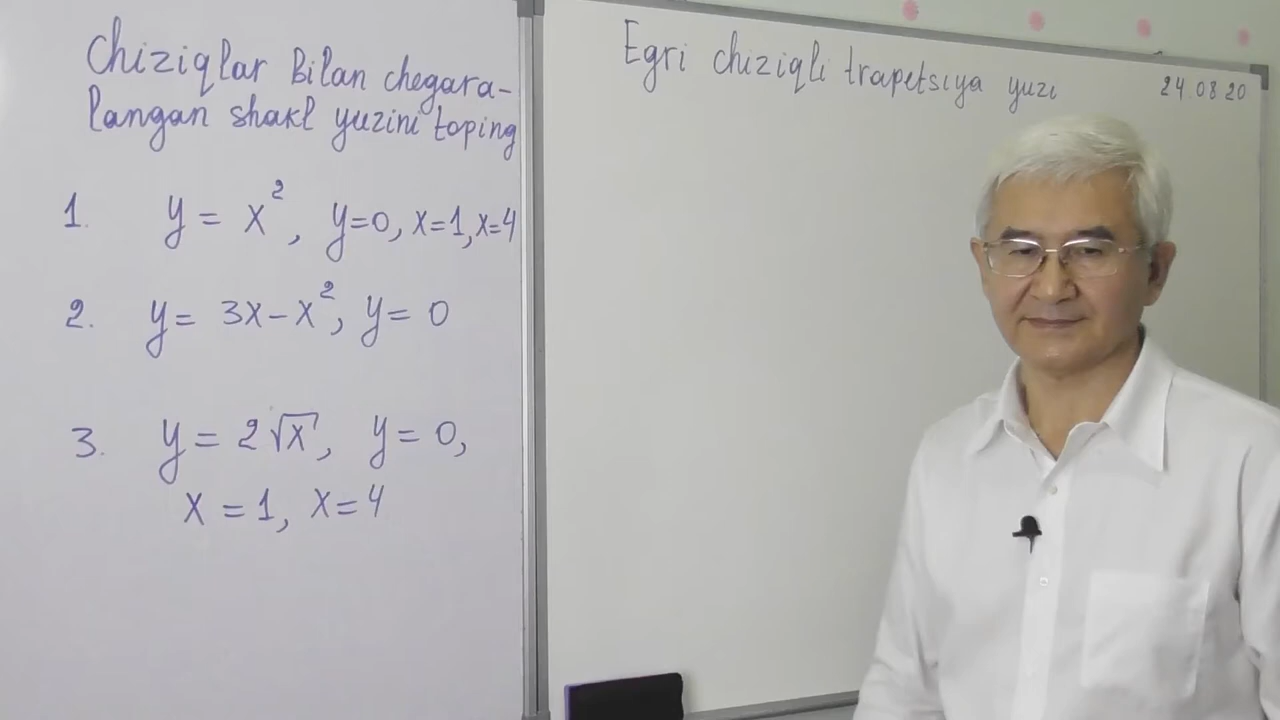 Chiziqlar Bilan chegara-
langan shakl yuzini toping
1. y = x², y=0, x=1, x=4
2. y = 3x-x², y = 0
3. y = 2√x, y = 0,
x = 1, x = 4
Egri chiziqli trapetsiya yuzi
24.08 20